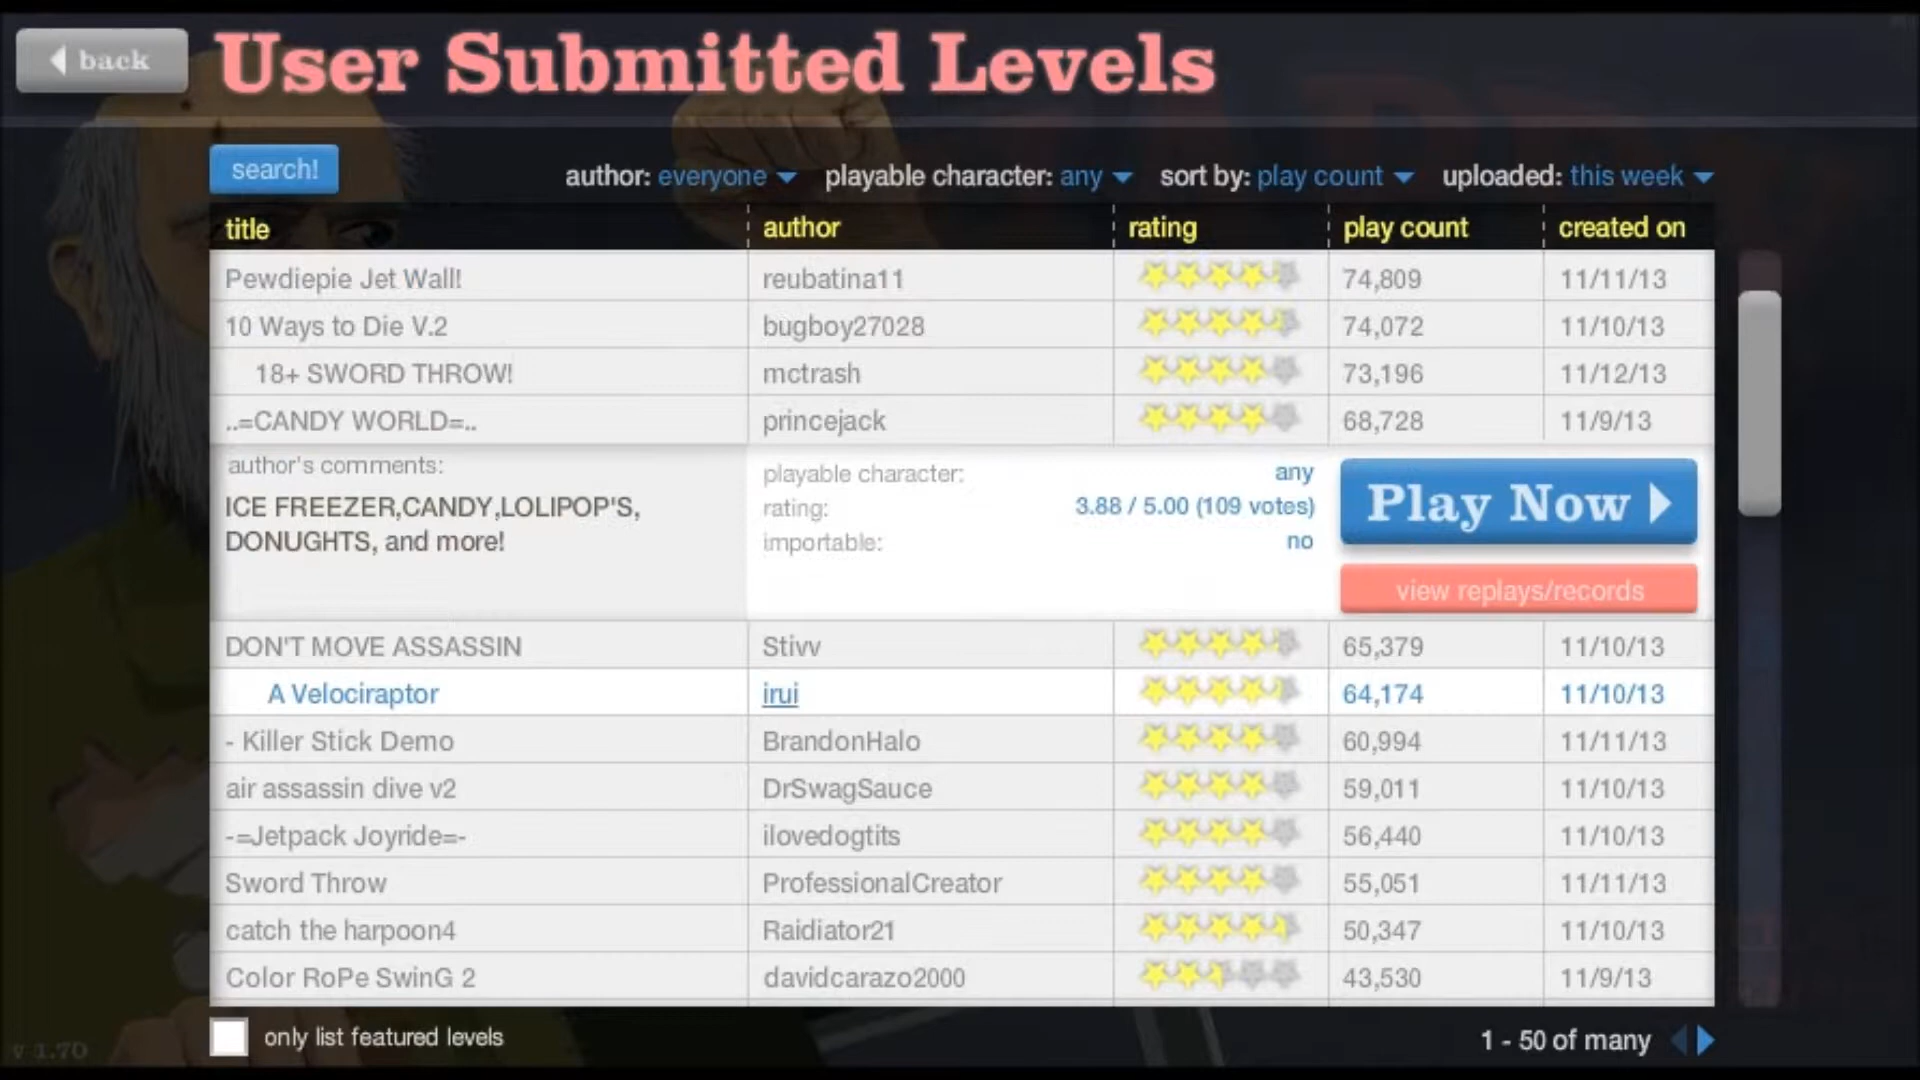 back
User Submitted Levels
search!
author: everyone playable character: any sort by: play count uploaded: this week
title author rating play count created on
Pewdiepie Jet Wall! reubatina11 74,809 11/11/13
10 Ways to Die V.2 bugboy27028 74,072 11/10/13
18+ SWORD THROW! mctrash 73,196 11/12/13
..=CANDY WORLD=.. princejack 68,728 11/9/13
author's comments:
ICE FREEZER,CANDY,LOLIPOP'S,
DONUGHTS, and more!
playable character: any
rating: 3.88 / 5.00 (109 votes)
importable: no
Play Now
view replays/records
DON'T MOVE ASSASSIN Stivv 65,379 11/10/13
A Velociraptor irui 64,174 11/10/13
- Killer Stick Demo BrandonHalo 60,994 11/11/13
air assassin dive v2 DrSwagSauce 59,011 11/10/13
-=Jetpack Joyride=- ilovedogtits 56,440 11/10/13
Sword Throw ProfessionalCreator 55,051 11/11/13
catch the harpoon4 Raidiator21 50,347 11/10/13
Color RoPe SwinG 2 davidcarazo2000 43,530 11/9/13
only list featured levels
1 - 50 of many
v 1.70